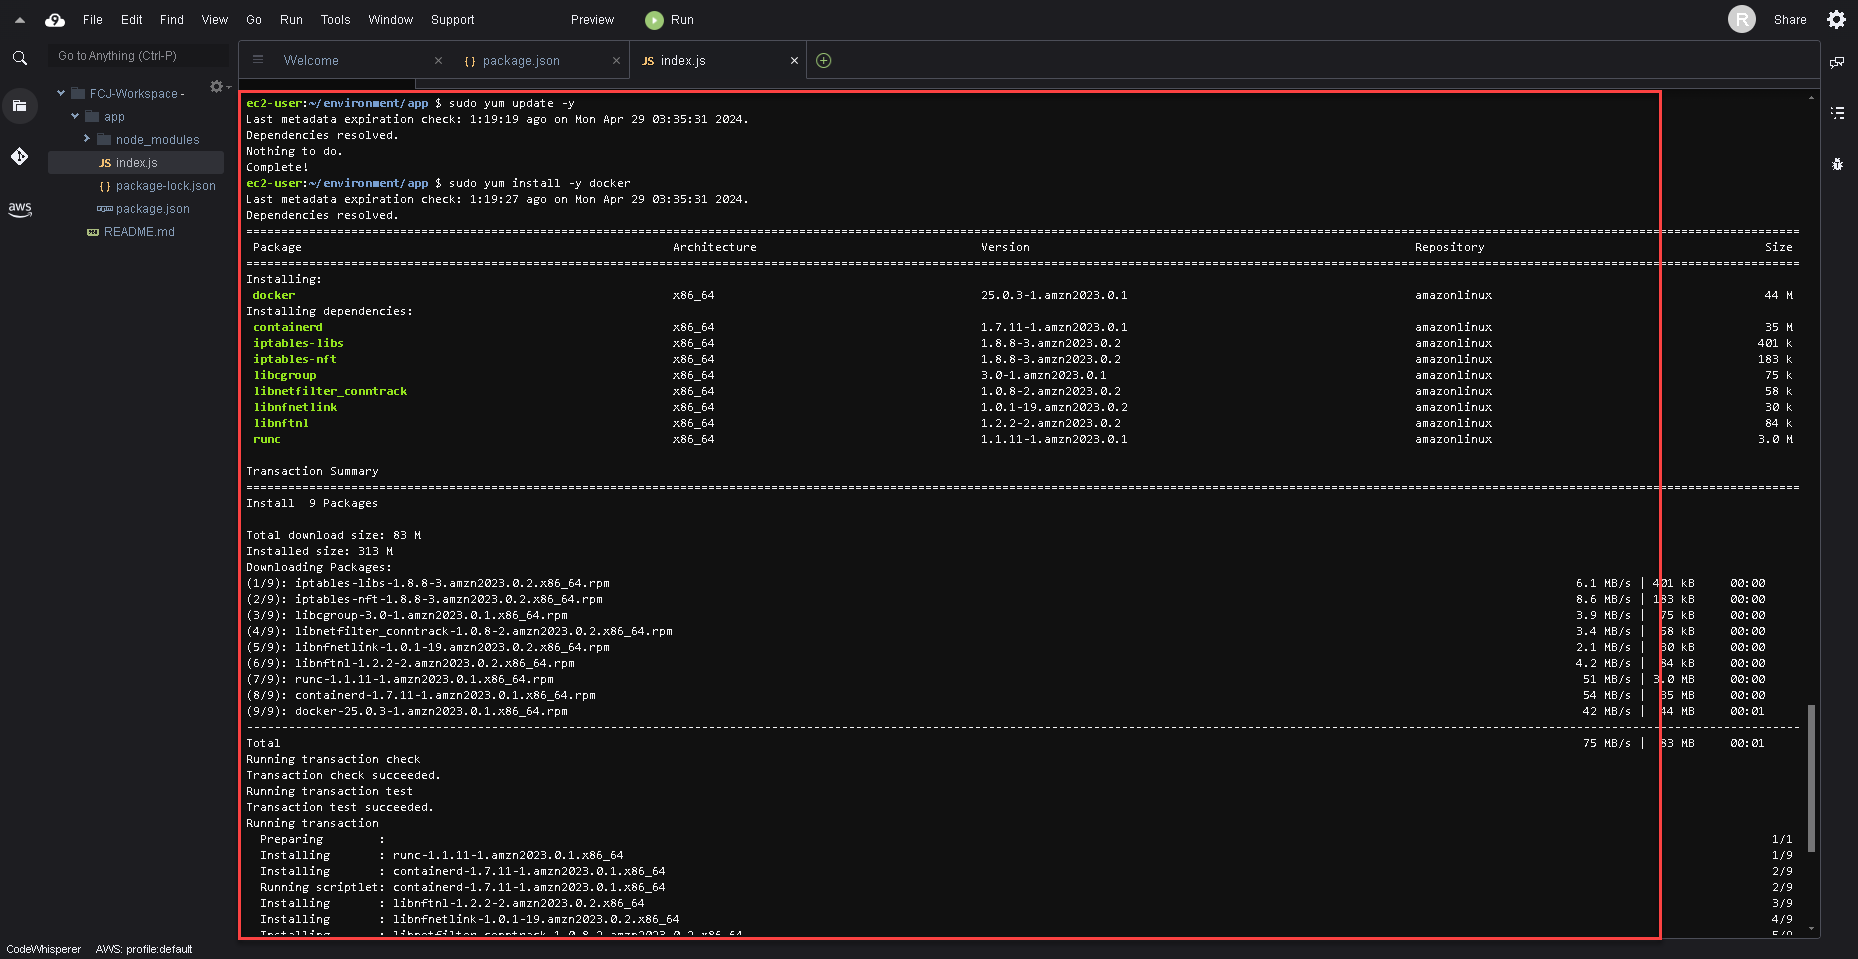 File Edit Find View Go Run Tools Window Support Preview Run R Share
Go to Anything (Ctrl-P)
Welcome
{ } package.json
JS index.js
FCJ-Workspace -
app
node_modules
JS index.js
{ } package-lock.json
package.json
README.md
aws
ec2-user:~/environment/app $ sudo yum update -y
Last metadata expiration check: 1:19:19 ago on Mon Apr 29 03:35:31 2024.
Dependencies resolved.
Nothing to do.
Complete!
ec2-user:~/environment/app $ sudo yum install -y docker
Last metadata expiration check: 1:19:27 ago on Mon Apr 29 03:35:31 2024.
Dependencies resolved.
Package Architecture Version Repository Size
Installing:
docker x86_64 25.0.3-1.amzn2023.0.1 amazonlinux 44 M
Installing dependencies:
containerd x86_64 1.7.11-1.amzn2023.0.1 amazonlinux 35 M
iptables-libs x86_64 1.8.8-3.amzn2023.0.2 amazonlinux 401 k
iptables-nft x86_64 1.8.8-3.amzn2023.0.2 amazonlinux 183 k
libcgroup x86_64 3.0-1.amzn2023.0.1 amazonlinux 75 k
libnetfilter_conntrack x86_64 1.0.8-2.amzn2023.0.2 amazonlinux 58 k
libnfnetlink x86_64 1.0.1-19.amzn2023.0.2 amazonlinux 30 k
libnftnl x86_64 1.2.2-2.amzn2023.0.2 amazonlinux 84 k
runc x86_64 1.1.11-1.amzn2023.0.1 amazonlinux 3.0 M
Transaction Summary
Install 9 Packages
Total download size: 83 M
Installed size: 313 M
Downloading Packages:
(1/9): iptables-libs-1.8.8-3.amzn2023.0.2.x86_64.rpm 6.1 MB/s | 401 kB 00:00
(2/9): iptables-nft-1.8.8-3.amzn2023.0.2.x86_64.rpm 8.6 MB/s | 183 kB 00:00
(3/9): libcgroup-3.0-1.amzn2023.0.1.x86_64.rpm 3.9 MB/s | 75 kB 00:00
(4/9): libnetfilter_conntrack-1.0.8-2.amzn2023.0.2.x86_64.rpm 3.4 MB/s | 58 kB 00:00
(5/9): libnfnetlink-1.0.1-19.amzn2023.0.2.x86_64.rpm 2.1 MB/s | 30 kB 00:00
(6/9): libnftnl-1.2.2-2.amzn2023.0.2.x86_64.rpm 4.2 MB/s | 84 kB 00:00
(7/9): runc-1.1.11-1.amzn2023.0.1.x86_64.rpm 51 MB/s | 3.0 MB 00:00
(8/9): containerd-1.7.11-1.amzn2023.0.1.x86_64.rpm 54 MB/s | 35 MB 00:00
(9/9): docker-25.0.3-1.amzn2023.0.1.x86_64.rpm 42 MB/s | 44 MB 00:01
Total 75 MB/s | 83 MB 00:01
Running transaction check
Transaction check succeeded.
Running transaction test
Transaction test succeeded.
Running transaction
Preparing : 1/1
Installing : runc-1.1.11-1.amzn2023.0.1.x86_64 1/9
Installing : containerd-1.7.11-1.amzn2023.0.1.x86_64 2/9
Running scriptlet: containerd-1.7.11-1.amzn2023.0.1.x86_64 2/9
Installing : libnftnl-1.2.2-2.amzn2023.0.2.x86_64 3/9
Installing : libnfnetlink-1.0.1-19.amzn2023.0.2.x86_64 4/9
Installing : libnetfilter_conntrack-1.0.8-2.amzn2023.0.2.x86_64 5/9
CodeWhisperer AWS: profile:default